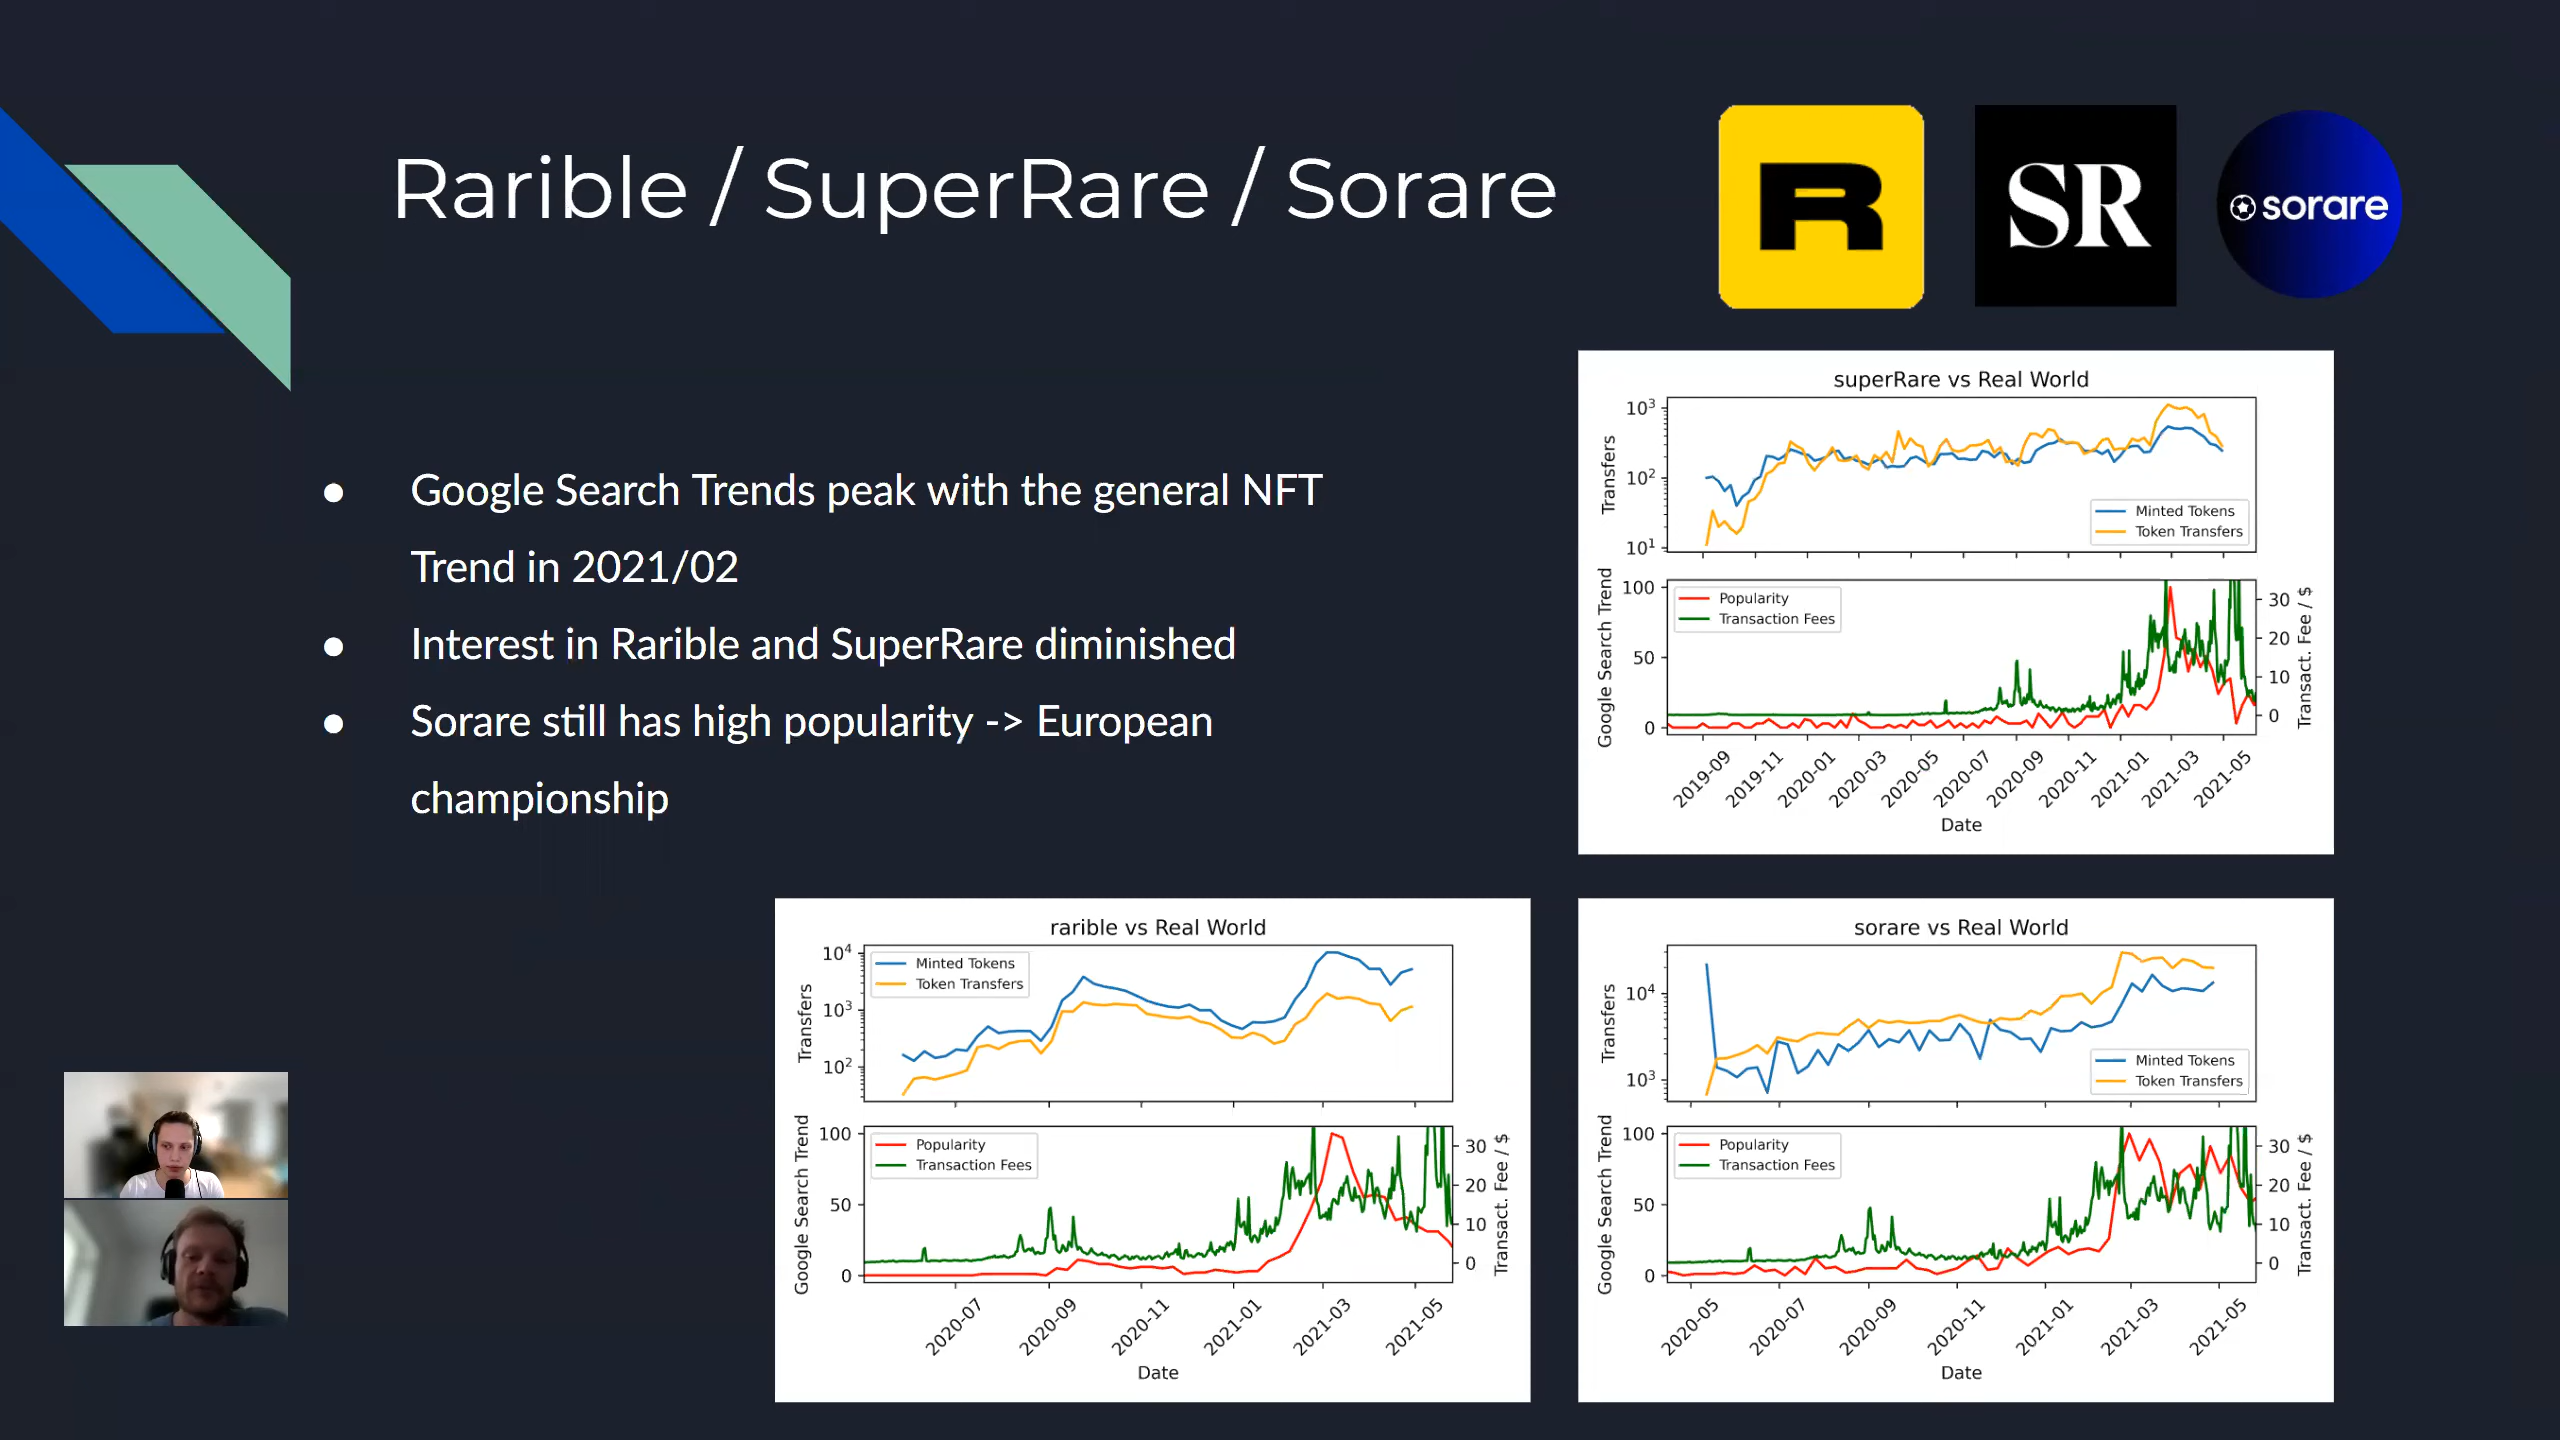 Rarible / SuperRare / Sorare
R
SR
sorare
● Google Search Trends peak with the general NFT
Trend in 2021/02
● Interest in Rarible and SuperRare diminished
● Sorare still has high popularity -> European
championship
superRare vs Real World
Transfers
10³
10²
10¹
Minted Tokens
Token Transfers
Google Search Trend
100
50
0
Popularity
Transaction Fees
30
20
10
0
Transact. Fee / $
2019-09
2019-11
2020-01
2020-03
2020-05
2020-07
2020-09
2020-11
2021-01
2021-03
2021-05
Date
rarible vs Real World
Transfers
10⁴
10³
10²
Minted Tokens
Token Transfers
Google Search Trend
100
50
0
Popularity
Transaction Fees
30
20
10
0
Transact. Fee / $
2020-07
2020-09
2020-11
2021-01
2021-03
2021-05
Date
sorare vs Real World
Transfers
10⁴
10³
Minted Tokens
Token Transfers
Google Search Trend
100
50
0
Popularity
Transaction Fees
30
20
10
0
Transact. Fee / $
2020-05
2020-07
2020-09
2020-11
2021-01
2021-03
2021-05
Date